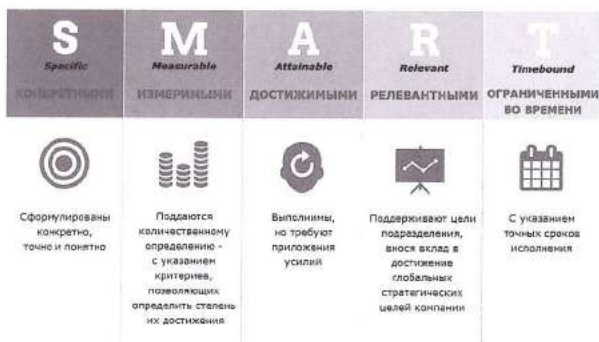 S M A R T
Specific Measurable Attainable Relevant Timebound
КОНКРЕТНЫМИ ИЗМЕРИМЫМИ ДОСТИЖИМЫМИ РЕЛЕВАНТНЫМИ ОГРАНИЧЕННЫМИ
ВО ВРЕМЕНИ
Сформулированы
конкретно,
точно и понятно
Поддаются
количественному
определению -
с указанием
критериев,
позволяющих
определить степень
их достижения
Выполнимы,
но требуют
приложения
усилий
Поддерживают цели
подразделения,
внося вклад в
достижение
глобальных
стратегических
целей компании
С указанием
точных сроков
исполнения